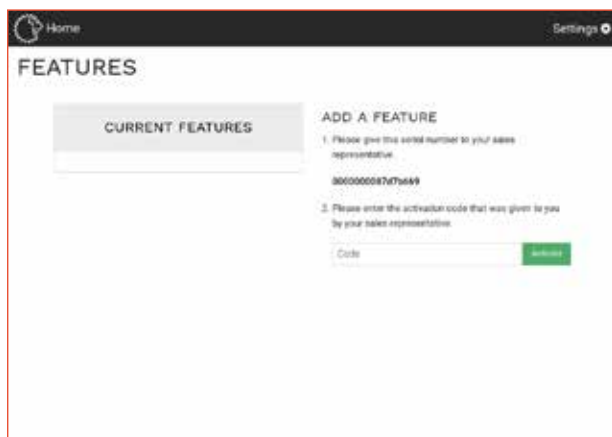 Home
Settings
FEATURES
CURRENT FEATURES
ADD A FEATURE
1. Please give this serial number to your sales
representative.
2. Please enter the activation code that was given to you
by your sales representative.
Code
Activate